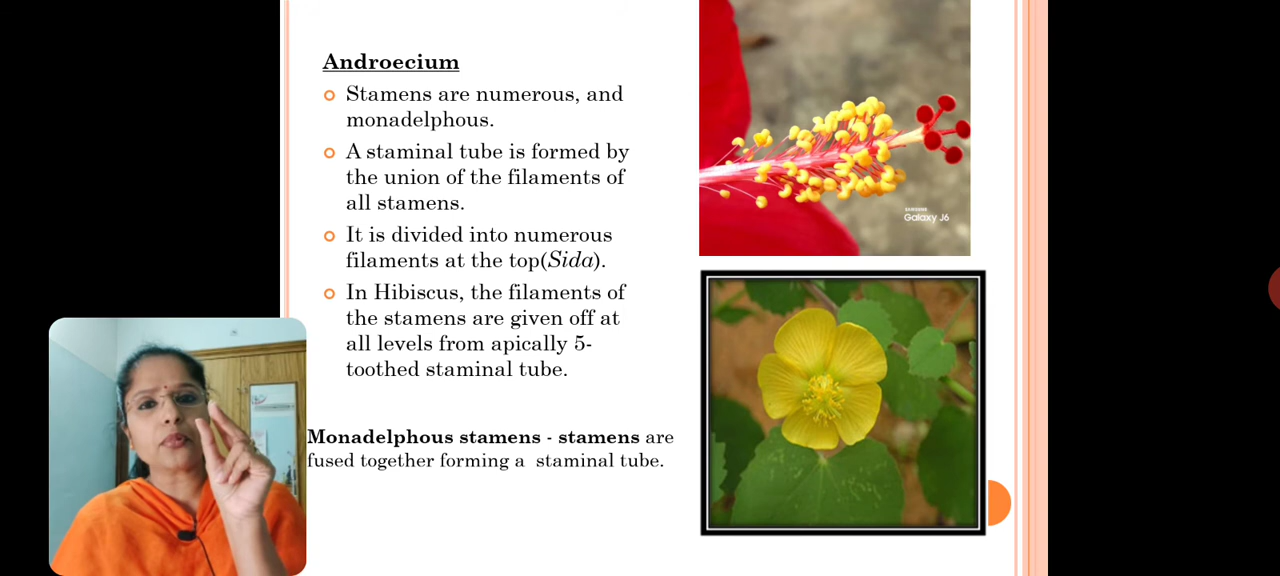 Androecium
Stamens are numerous, and
monadelphous.
A staminal tube is formed by
the union of the filaments of
all stamens.
It is divided into numerous
filaments at the top(Sida).
In Hibiscus, the filaments of
the stamens are given off at
all levels from apically 5-
toothed staminal tube.
Monadelphous stamens - stamens are
fused together forming a staminal tube.
SAMSUNG
Galaxy J6